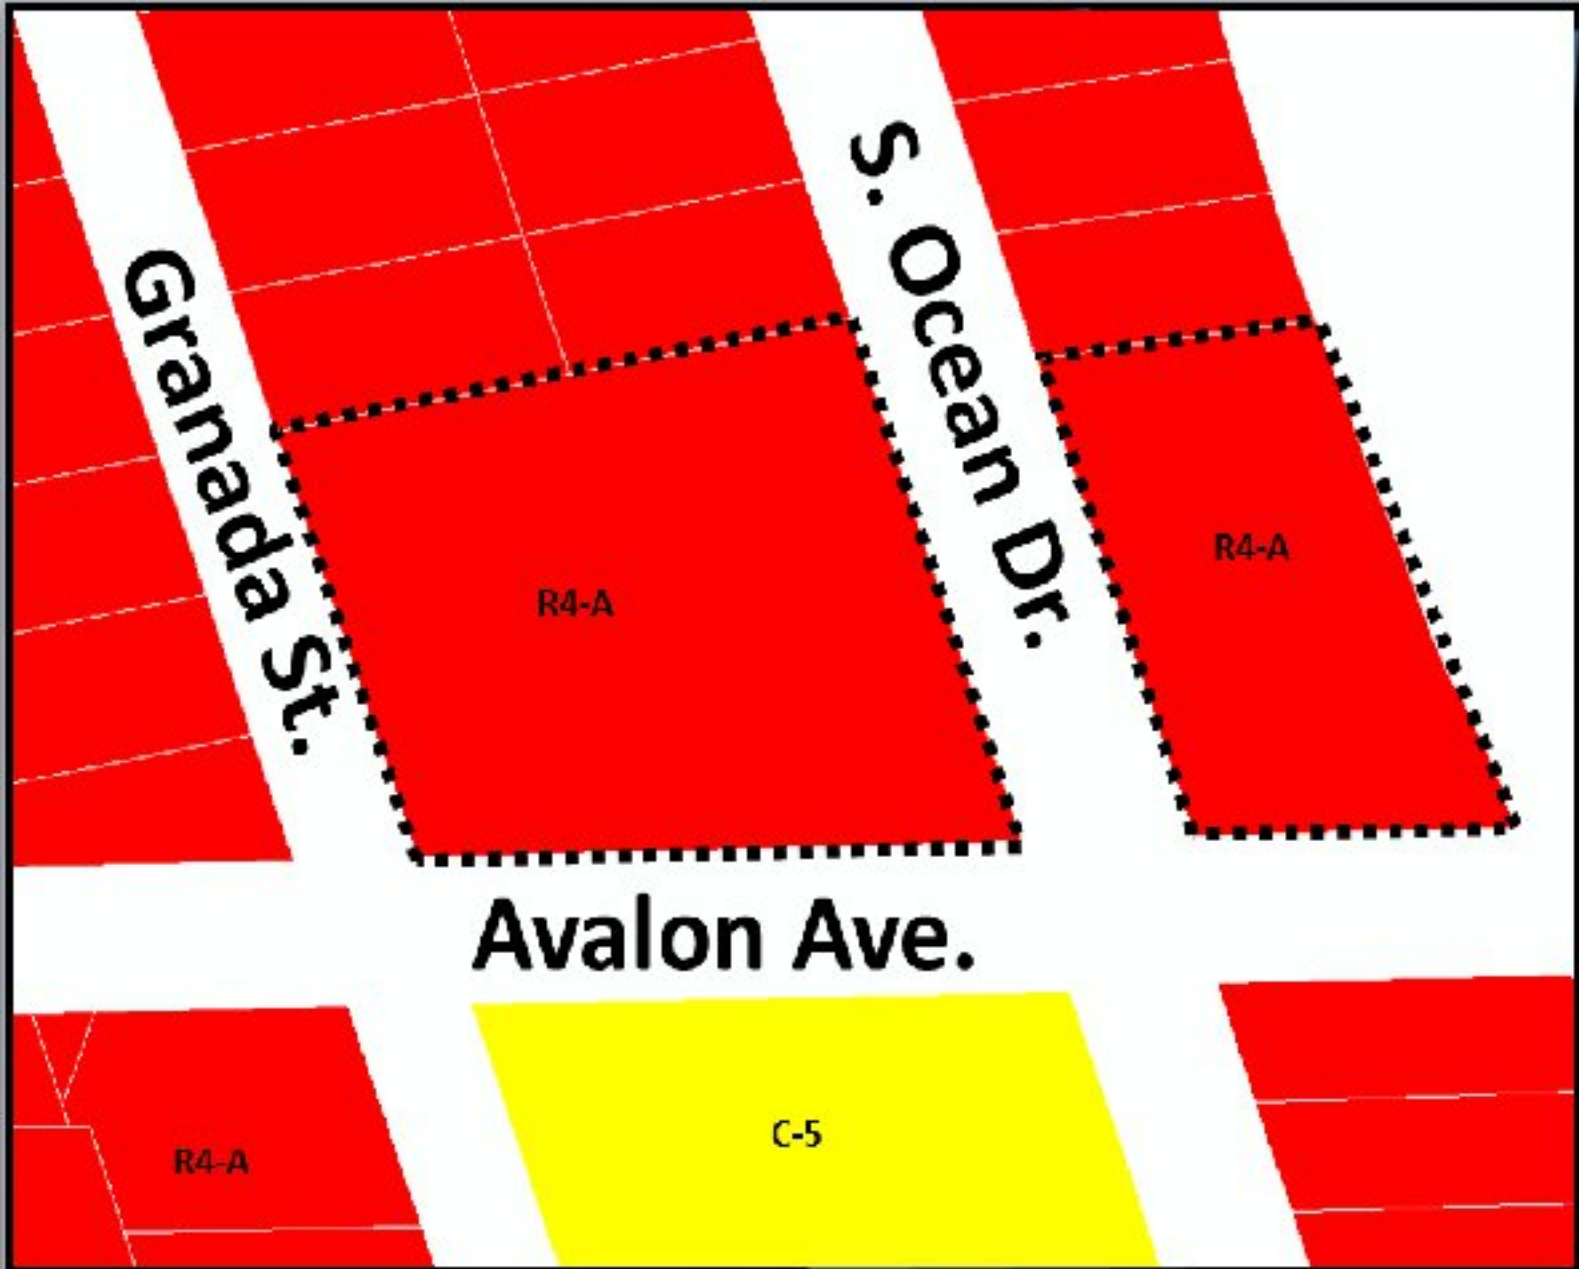 S. Ocean Dr.
Granada St.
R4-A
R4-A
Avalon Ave.
C-5
R4-A